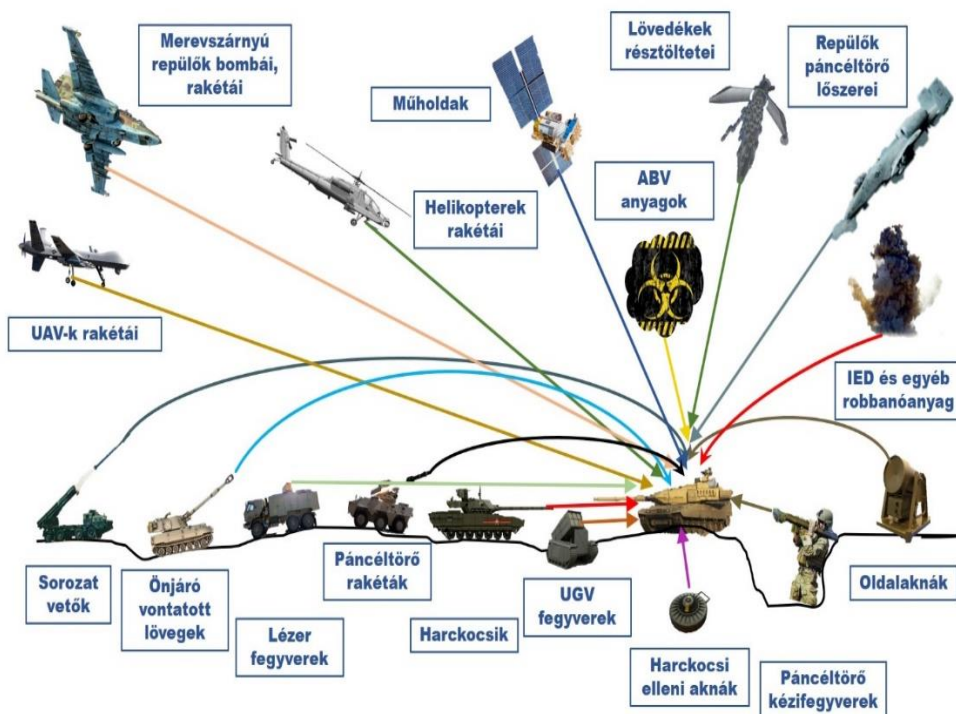 Merevszárnyú
repülők bombái,
rakétái
Műholdak
Lövedékek
résztöltetei
Repülők
páncéltörő
lőszerei
Helikopterek
rakétái
ABV
anyagok
UAV-k rakétái
IED és egyéb
robbanóanyag
Sorozat
vetők
Önjáró
vontatott
lövegek
Lézer
fegyverek
Páncéltörő
rakéták
Harckocsik
UGV
fegyverek
Harckocsi
elleni aknák
Páncéltörő
kézifegyverek
Oldalaknák